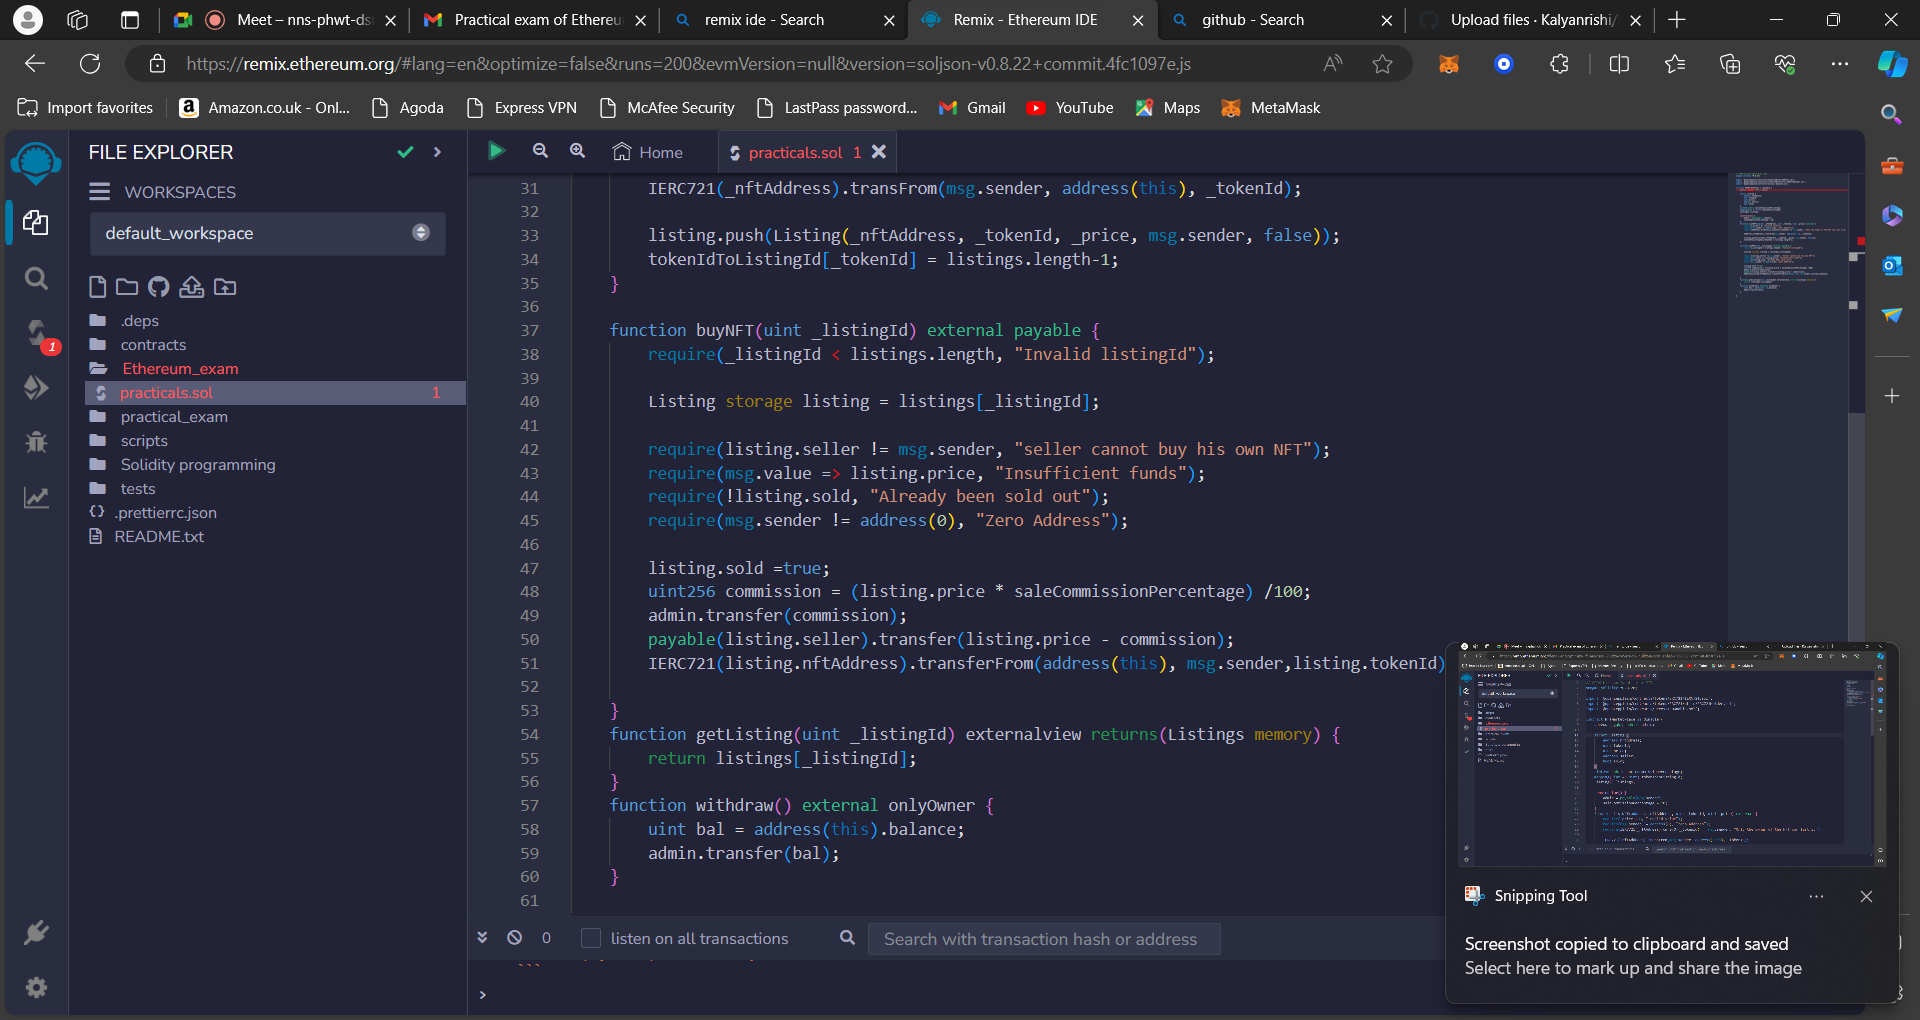 Meet – nns-phwt-ds
Practical exam of Ethereu
remix ide - Search
Remix - Ethereum IDE
github - Search
Upload files · Kalyanrishi/
https://remix.ethereum.org/#lang=en&optimize=false&runs=200&evmVersion=null&version=soljson-v0.8.22+commit.4fc1097e.js
Import favorites
Amazon.co.uk - Onl...
Agoda
Express VPN
McAfee Security
LastPass password...
Gmail
YouTube
Maps
MetaMask
FILE EXPLORER
WORKSPACES
default_workspace
.deps
contracts
Ethereum_exam
practicals.sol 1
practical_exam
scripts
Solidity programming
tests
.prettierrc.json
README.txt
1
Home
practicals.sol 1
31 IERC721(_nftAddress).transFrom(msg.sender, address(this), _tokenId);
32
33 listing.push(Listing(_nftAddress, _tokenId, _price, msg.sender, false));
34 tokenIdToListingId[_tokenId] = listings.length-1;
35 }
36
37 function buyNFT(uint _listingId) external payable {
38 require(_listingId < listings.length, "Invalid listingId");
39
40 Listing storage listing = listings[_listingId];
41
42 require(listing.seller != msg.sender, "seller cannot buy his own NFT");
43 require(msg.value => listing.price, "Insufficient funds");
44 require(!listing.sold, "Already been sold out");
45 require(msg.sender != address(0), "Zero Address");
46
47 listing.sold =true;
48 uint256 commission = (listing.price * saleCommissionPercentage) /100;
49 admin.transfer(commission);
50 payable(listing.seller).transfer(listing.price - commission);
51 IERC721(listing.nftAddress).transferFrom(address(this), msg.sender,listing.tokenId)
52
53 }
54 function getListing(uint _listingId) externalview returns(Listings memory) {
55 return listings[_listingId];
56 }
57 function withdraw() external onlyOwner {
58 uint bal = address(this).balance;
59 admin.transfer(bal);
60 }
61
0
listen on all transactions
Search with transaction hash or address
>
Snipping Tool
Screenshot copied to clipboard and saved
Select here to mark up and share the image